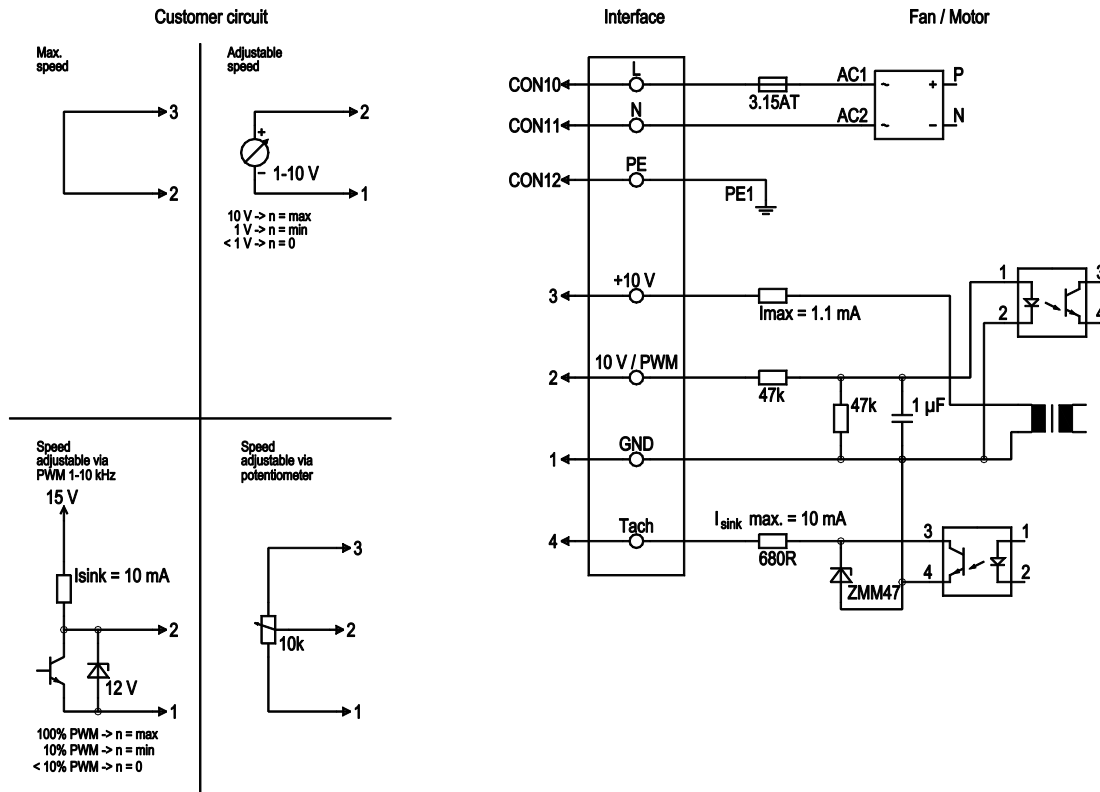 Customer circuit
Interface
Fan / Motor
Max.
speed
3
2
Adjustable
speed
2
+
–
1-10 V
1
10 V -> n = max
1 V -> n = min
< 1 V -> n = 0
Speed
adjustable via
PWM 1-10 kHz
15 V
Isink = 10 mA
2
12 V
1
100% PWM -> n = max
10% PWM -> n = min
< 10% PWM -> n = 0
Speed
adjustable via
potentiometer
3
2
10k
1
CON10
L
3.15AT
AC1
~
+
P
CON11
N
AC2
~
–
N
CON12
PE
PE1
3
+10 V
Imax = 1.1 mA
1
2
3
4
2
10 V / PWM
47k
47k
1 µF
1
GND
4
Tach
Isink max. = 10 mA
680R
ZMM47
3
4
1
2